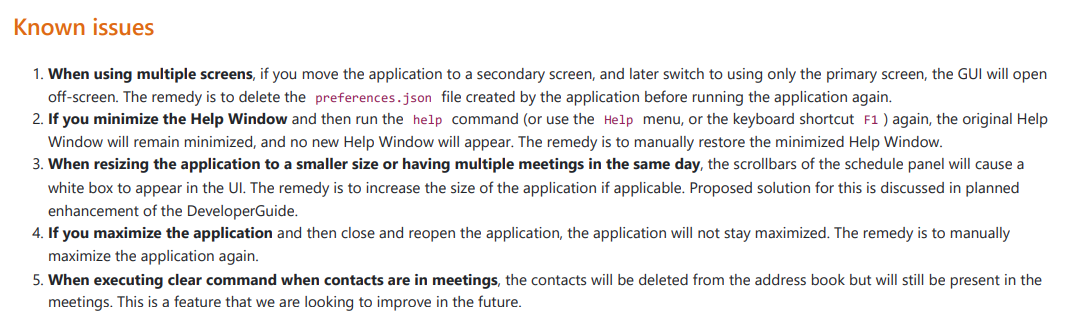 Known issues
1. When using multiple screens, if you move the application to a secondary screen, and later switch to using only the primary screen, the GUI will open
off-screen. The remedy is to delete the preferences.json file created by the application before running the application again.
2. If you minimize the Help Window and then run the help command (or use the Help menu, or the keyboard shortcut F1 ) again, the original Help
Window will remain minimized, and no new Help Window will appear. The remedy is to manually restore the minimized Help Window.
3. When resizing the application to a smaller size or having multiple meetings in the same day, the scrollbars of the schedule panel will cause a
white box to appear in the UI. The remedy is to increase the size of the application if applicable. Proposed solution for this is discussed in planned
enhancement of the DeveloperGuide.
4. If you maximize the application and then close and reopen the application, the application will not stay maximized. The remedy is to manually
maximize the application again.
5. When executing clear command when contacts are in meetings, the contacts will be deleted from the address book but will still be present in the
meetings. This is a feature that we are looking to improve in the future.